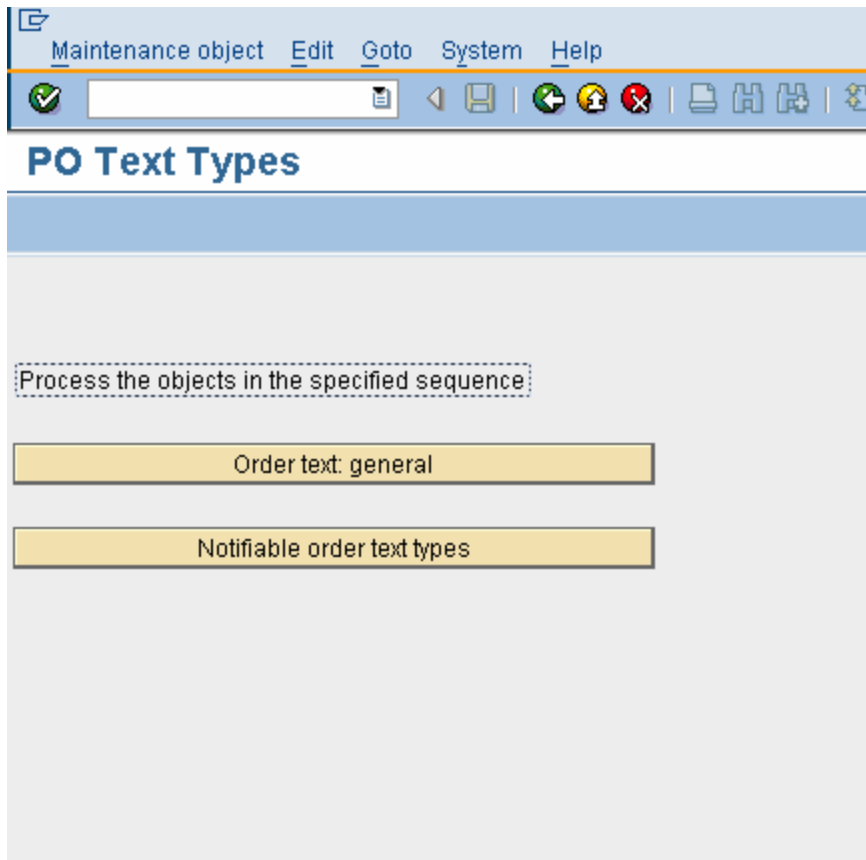 Maintenance object Edit Goto System Help
PO Text Types
Process the objects in the specified sequence
Order text: general
Notifiable order text types